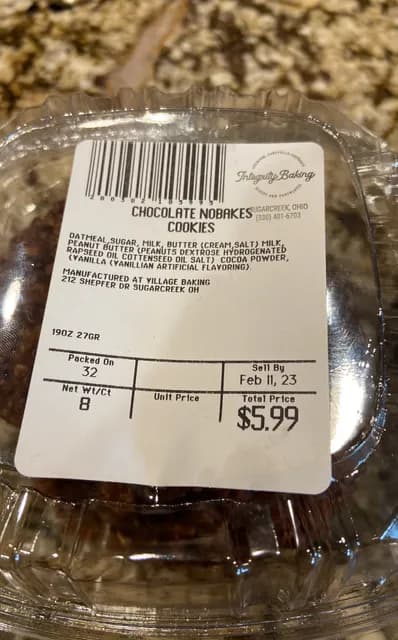 Integrity Baking
SUGARCREEK, OHIO
(330) 401-6703
CHOCOLATE NOBAKES
COOKIES
OATMEAL,SUGAR, MILK, BUTTER (CREAM,SALT) MILK,
PEANUT BUTTER (PEANUTS DEXTROSE HYDROGENATED
RAPSEED OIL COTTENSEED OIL SALT) COCOA POWDER,
(VANILLA (VANILLIAN ARTIFICIAL FLAVORING)
MANUFACTURED AT VILLAGE BAKING
212 SHEPFER DR SUGARCREEK OH
19OZ 27GR
Packed On
32
Sell By
Feb 11, 23
Net Wt/Ct
8
Unit Price
Total Price
$5.99